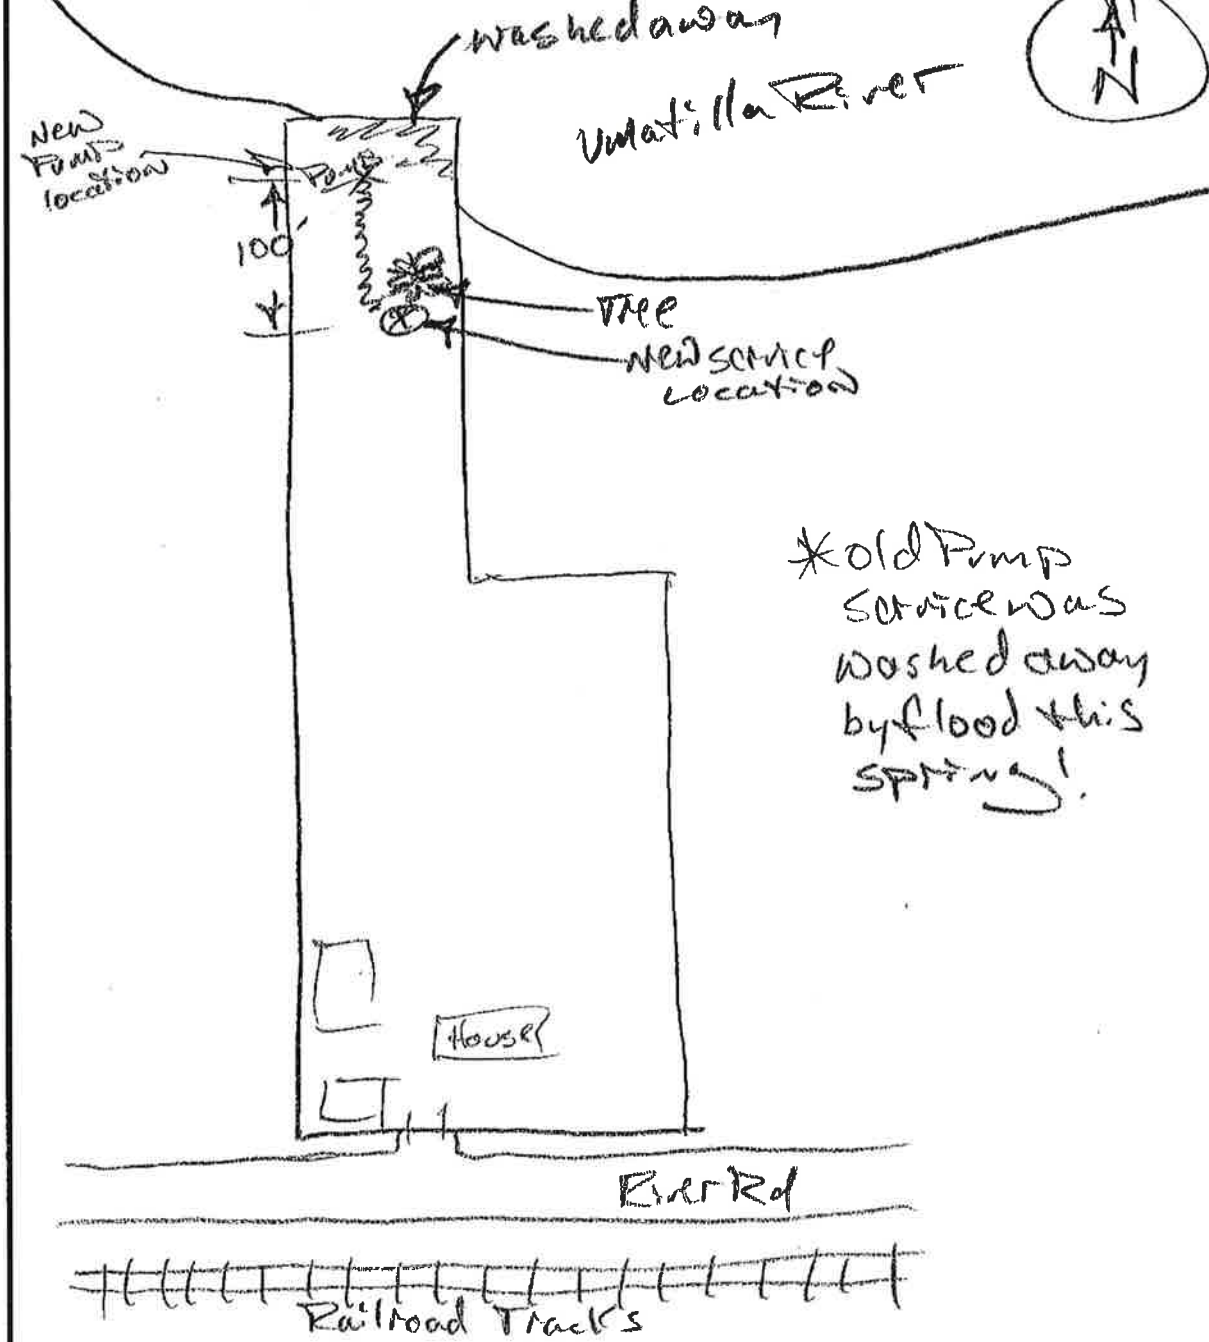 washed away
Umatilla River
N
New
Pump
location
Pump
100'
Tree
New service
Location
*old Pump
service was
washed away
by flood this
spring!
House
River Rd
Railroad Tracks